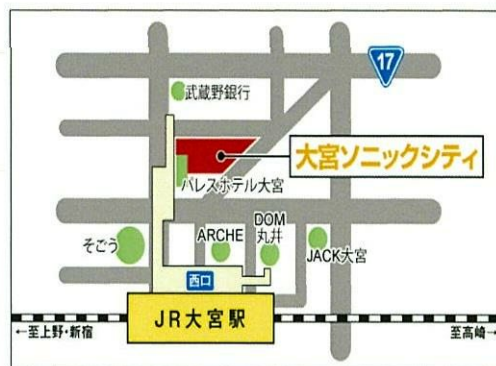 17
武蔵野銀行
大宮ソニックシティ
パレスホテル大宮
そごう
ARCHE
DOM
丸井
JACK大宮
西口
JR大宮駅
←至上野・新宿
至高崎→